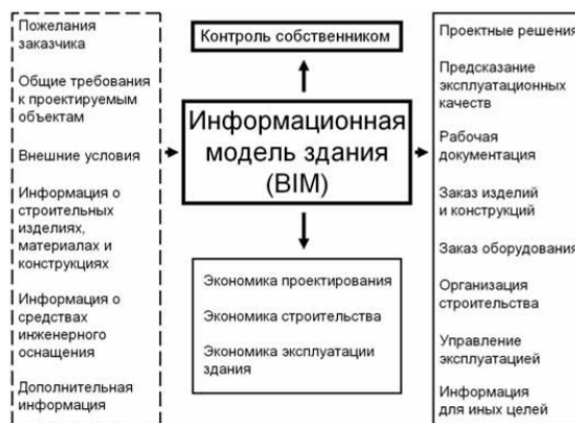 Пожелания
заказчика
Общие требования
к проектируемым
объектам
Внешние условия
Информация о
строительных
изделиях,
материалах и
конструкциях
Информация о
средствах
инженерного
оснащения
Дополнительная
информация
Контроль собственником
Информационная
модель здания
(BIM)
Экономика проектирования
Экономика строительства
Экономика эксплуатации
здания
Проектные решения
Предсказание
эксплуатационных
качеств
Рабочая
документация
Заказ изделий
и конструкций
Заказ оборудования
Организация
строительства
Управление
эксплуатацией
Информация
для иных целей